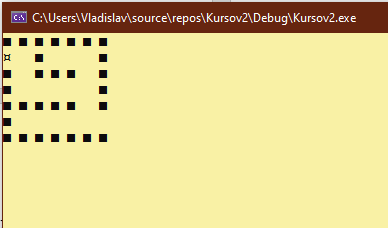 C:\Users\Vladislav\source\repos\Kursov2\Debug\Kursov2.exe
■ ■ ■ ■ ■ ■ ■
¤   ■       ■
■   ■ ■ ■   ■
■           ■
■ ■ ■ ■ ■   ■
■
■ ■ ■ ■ ■ ■ ■